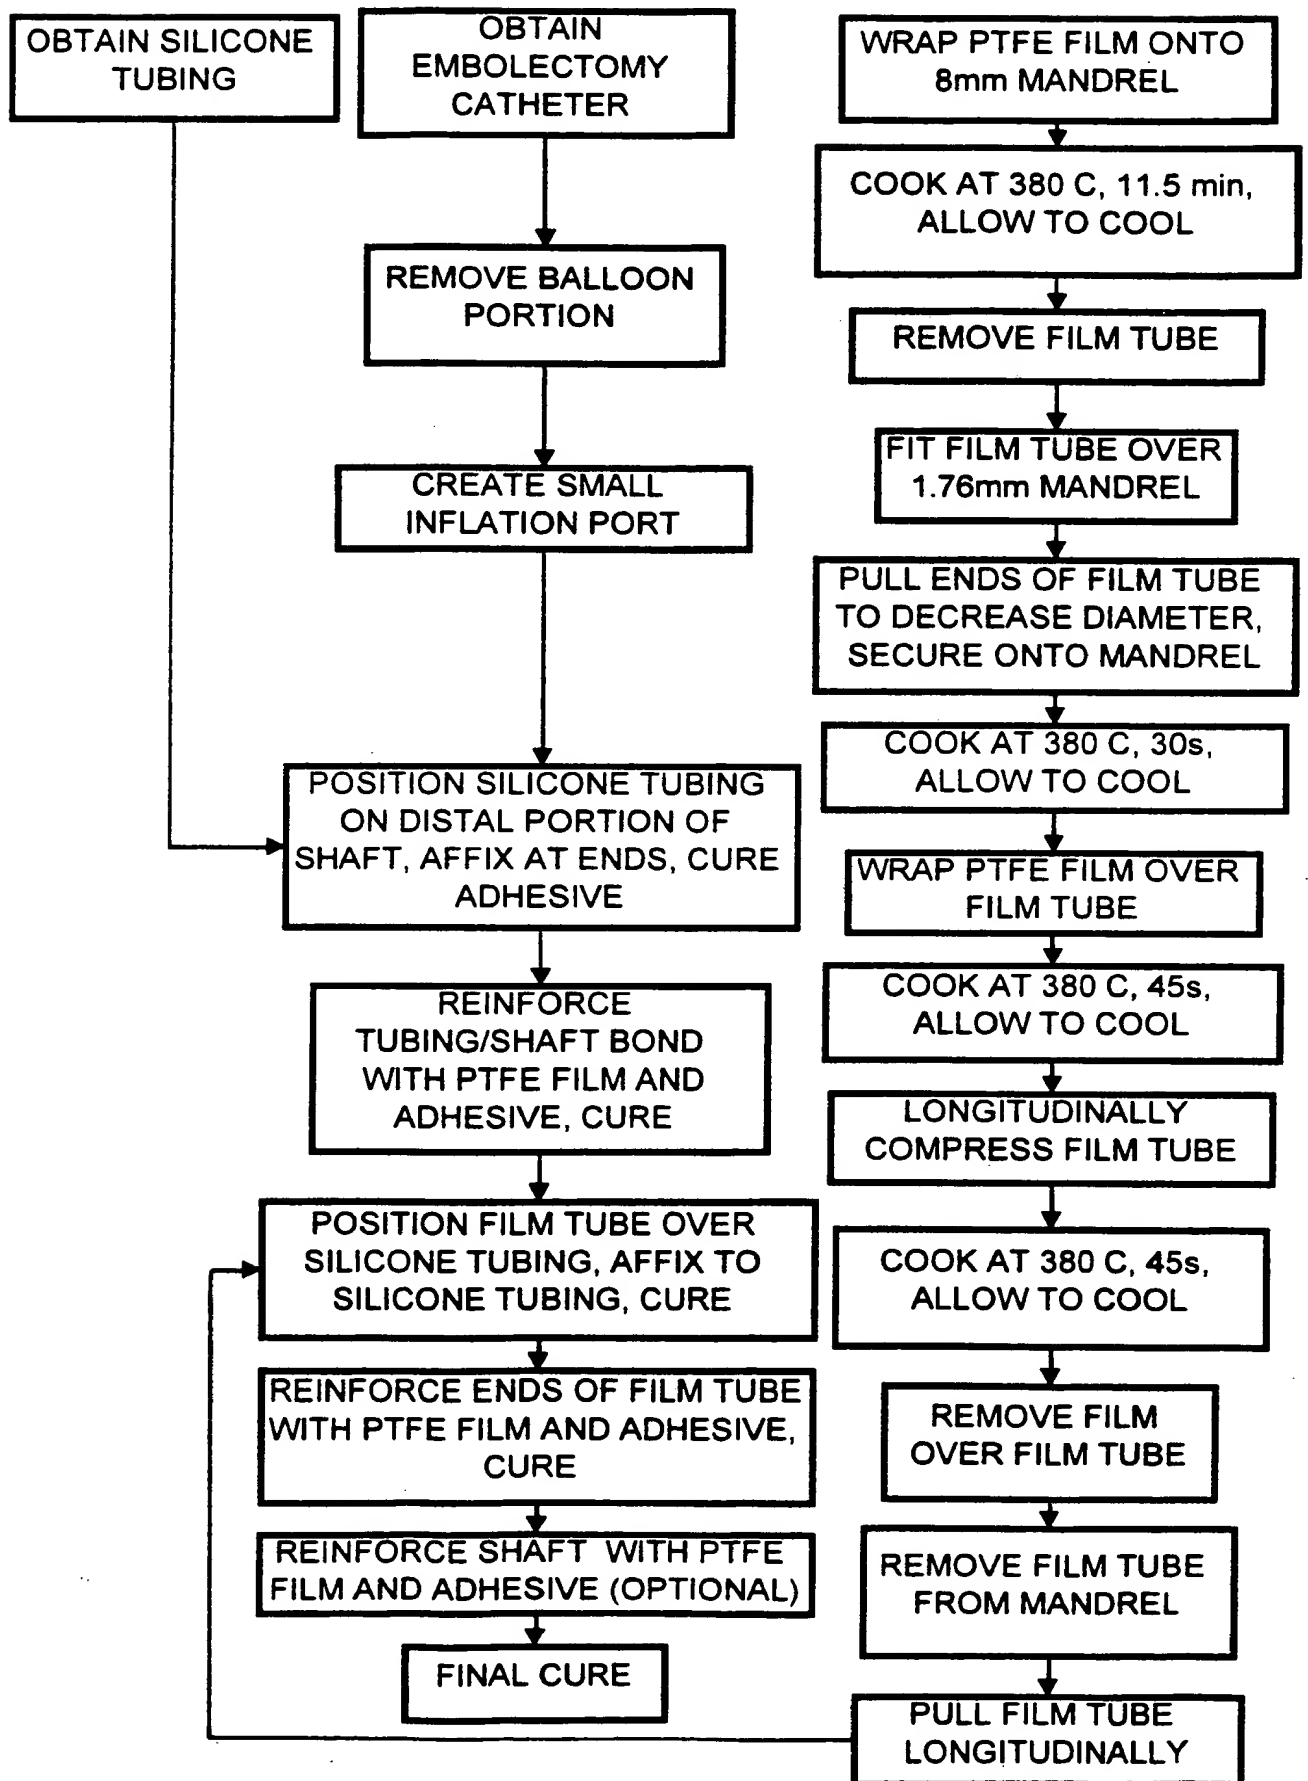 OBTAIN SILICONE
TUBING
OBTAIN
EMBOLECTOMY
CATHETER
REMOVE BALLOON
PORTION
CREATE SMALL
INFLATION PORT
POSITION SILICONE TUBING
ON DISTAL PORTION OF
SHAFT, AFFIX AT ENDS, CURE
ADHESIVE
REINFORCE
TUBING/SHAFT BOND
WITH PTFE FILM AND
ADHESIVE, CURE
POSITION FILM TUBE OVER
SILICONE TUBING, AFFIX TO
SILICONE TUBING, CURE
REINFORCE ENDS OF FILM TUBE
WITH PTFE FILM AND ADHESIVE,
CURE
REINFORCE SHAFT WITH PTFE
FILM AND ADHESIVE (OPTIONAL)
FINAL CURE
WRAP PTFE FILM ONTO
8mm MANDREL
COOK AT 380 C, 11.5 min,
ALLOW TO COOL
REMOVE FILM TUBE
FIT FILM TUBE OVER
1.76mm MANDREL
PULL ENDS OF FILM TUBE
TO DECREASE DIAMETER,
SECURE ONTO MANDREL
COOK AT 380 C, 30s,
ALLOW TO COOL
WRAP PTFE FILM OVER
FILM TUBE
COOK AT 380 C, 45s,
ALLOW TO COOL
LONGITUDINALLY
COMPRESS FILM TUBE
COOK AT 380 C, 45s,
ALLOW TO COOL
REMOVE FILM
OVER FILM TUBE
REMOVE FILM TUBE
FROM MANDREL
PULL FILM TUBE
LONGITUDINALLY